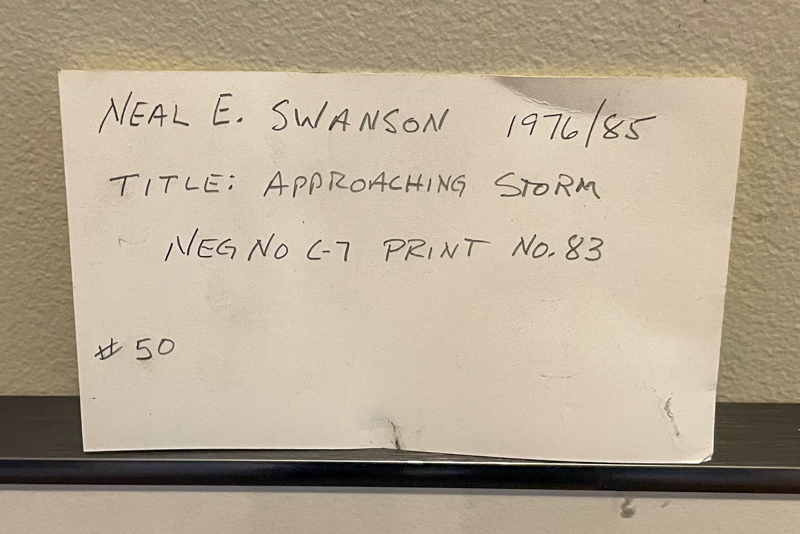 NEAL E. SWANSON 1976/85
TITLE: APPROACHING STORM
NEG NO C-7 PRINT NO. 83
# 50